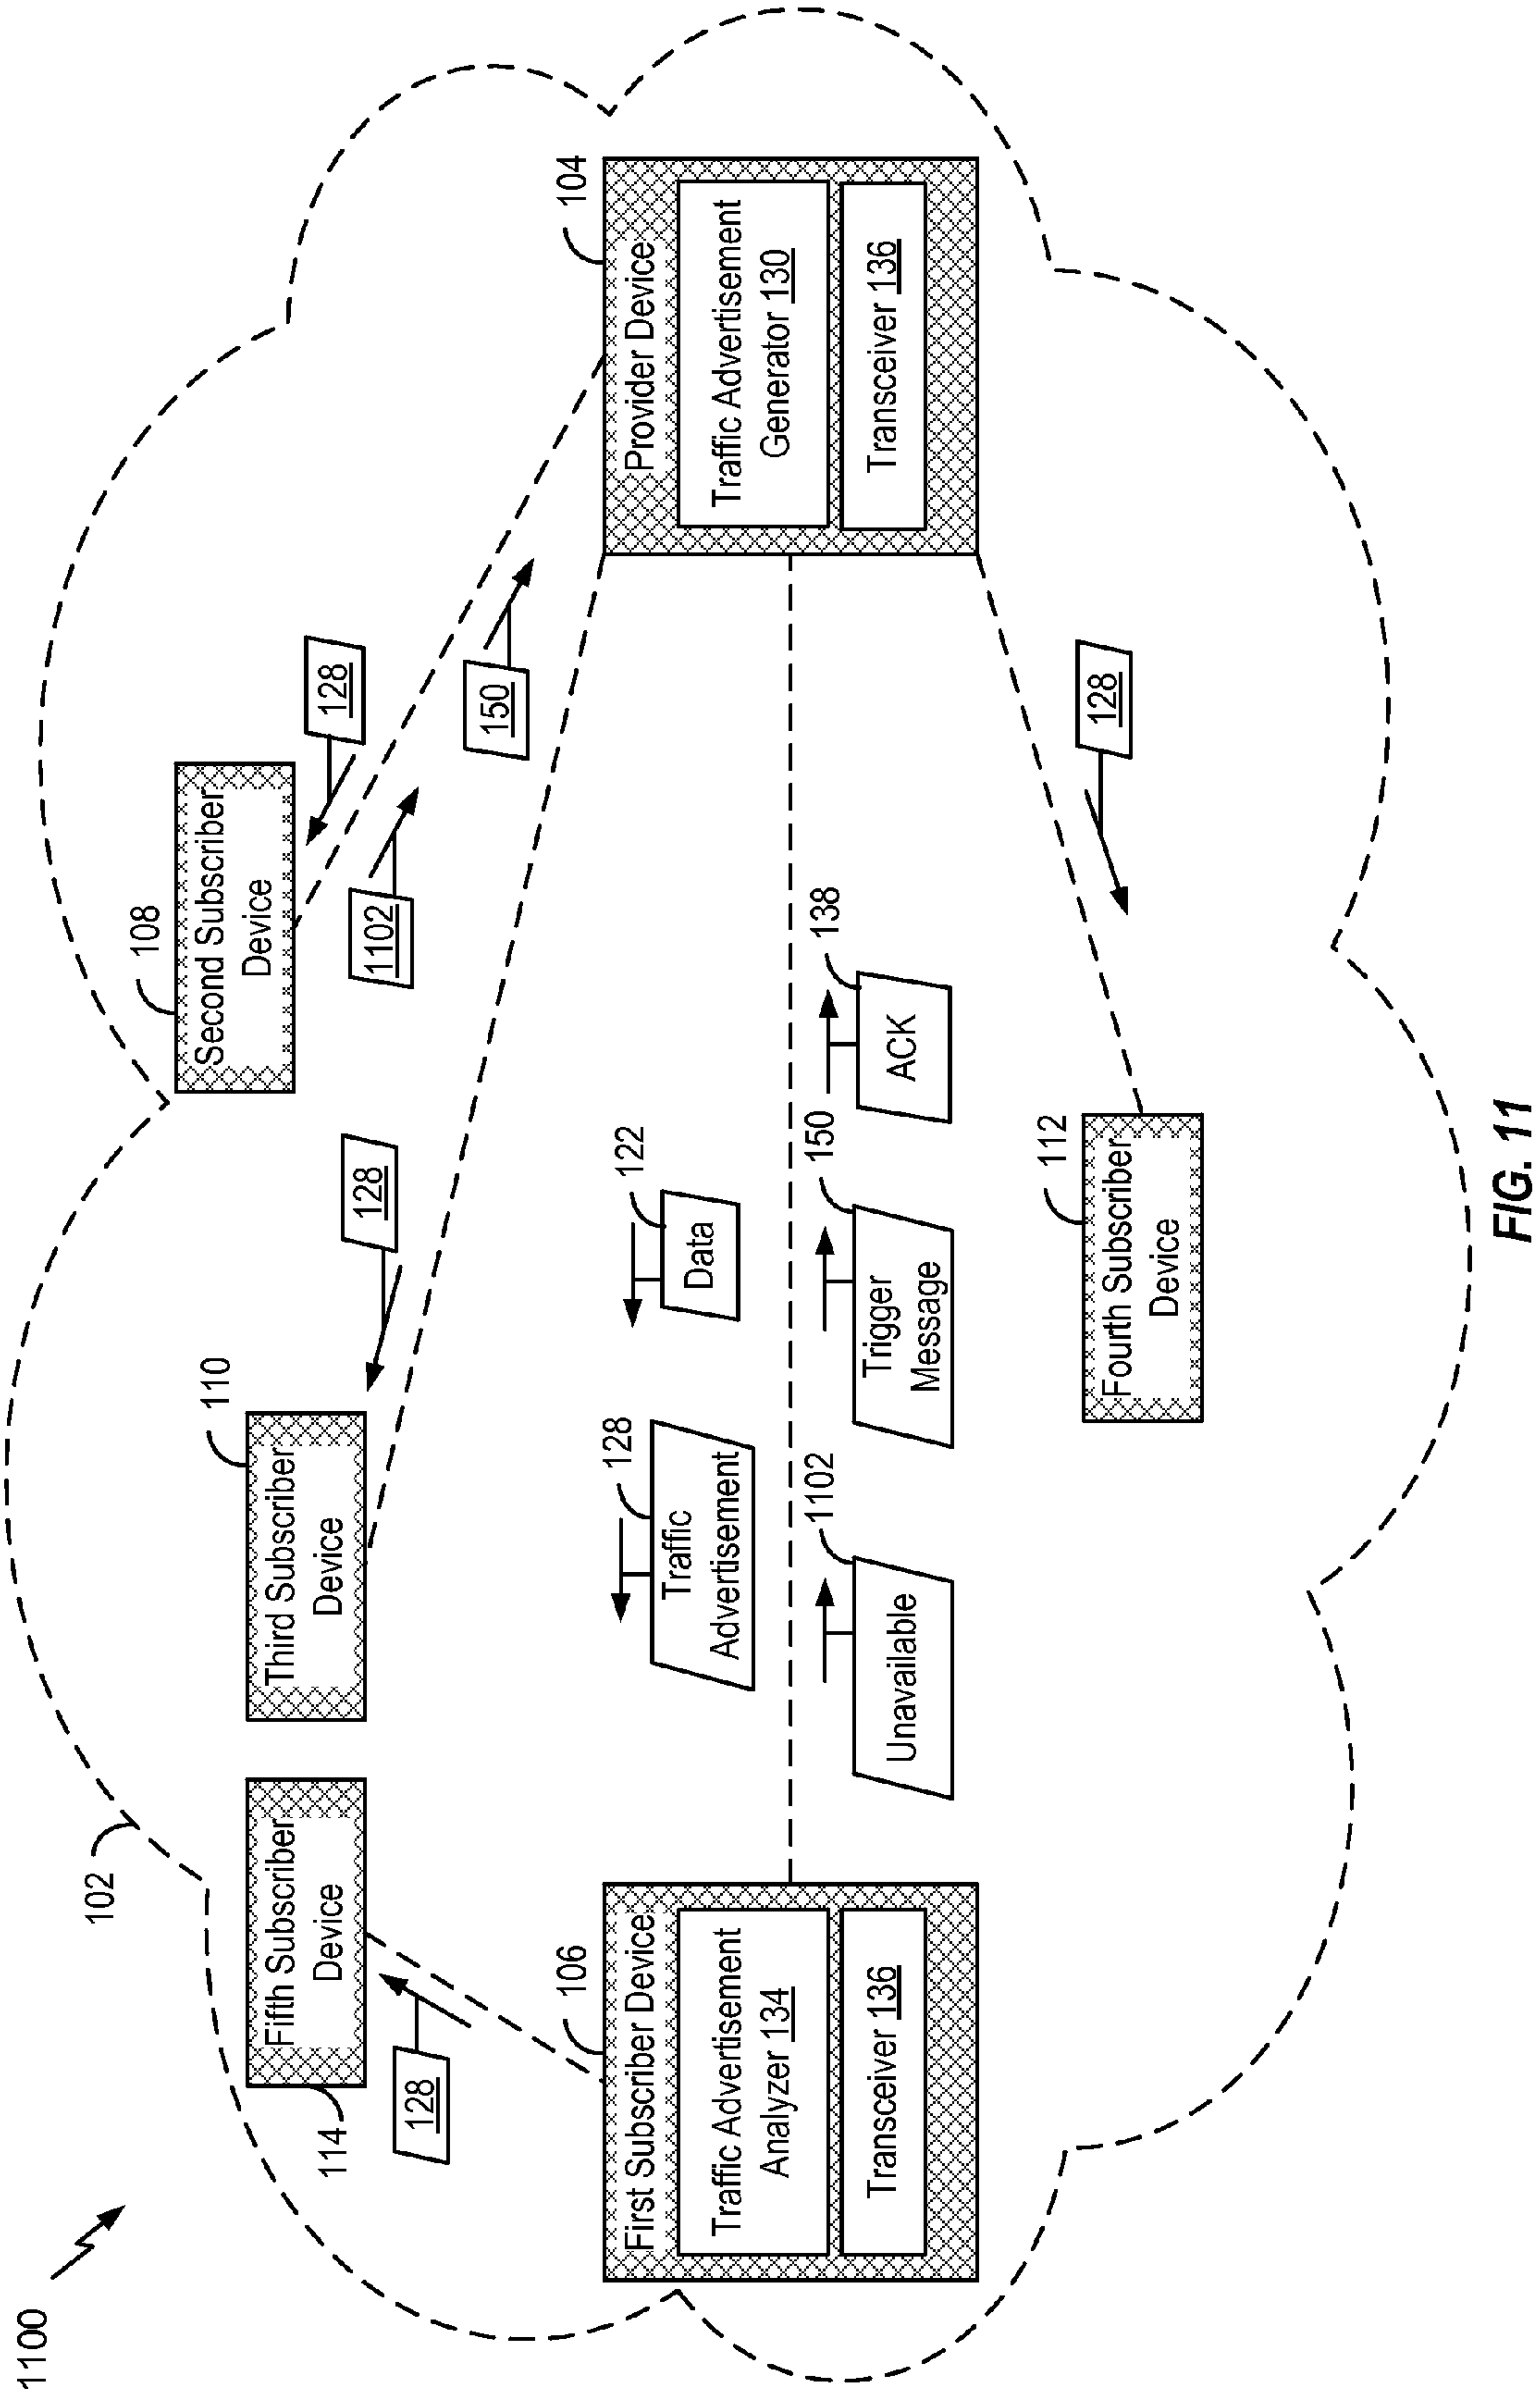 1100
102
114
Fifth Subscriber
Device
128
110
Third Subscriber
Device
128
108
Second Subscriber
Device
128
1102
150
106
First Subscriber Device
Traffic Advertisement
Analyzer 134
Transceiver 136
128
Traffic
Advertisement
122
Data
1102
Unavailable
150
Trigger
Message
138
ACK
104
Provider Device
Traffic Advertisement
Generator 130
Transceiver 136
112
Fourth Subscriber
Device
128
FIG. 11